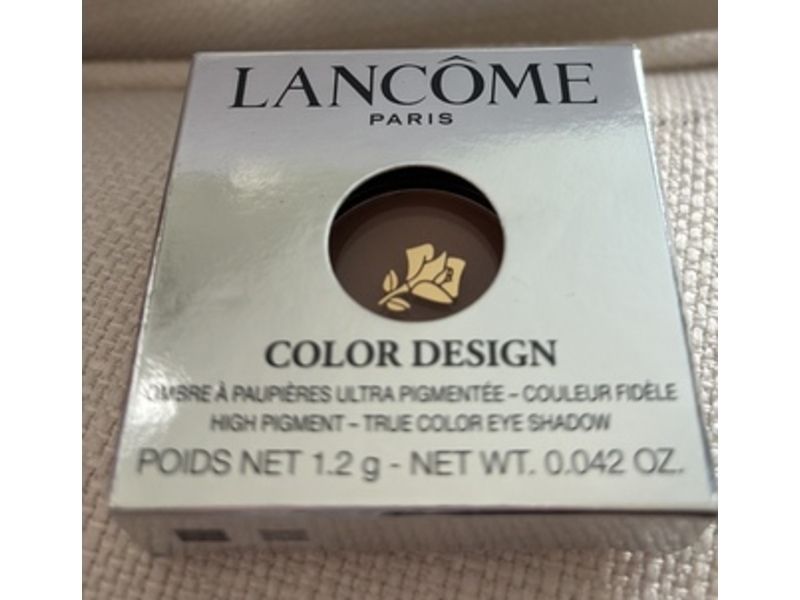 LANCÔME
PARIS
COLOR DESIGN
OMBRE À PAUPIÈRES ULTRA PIGMENTÉE – COULEUR FIDÈLE
HIGH PIGMENT – TRUE COLOR EYE SHADOW
POIDS NET 1.2 g - NET WT. 0.042 OZ.